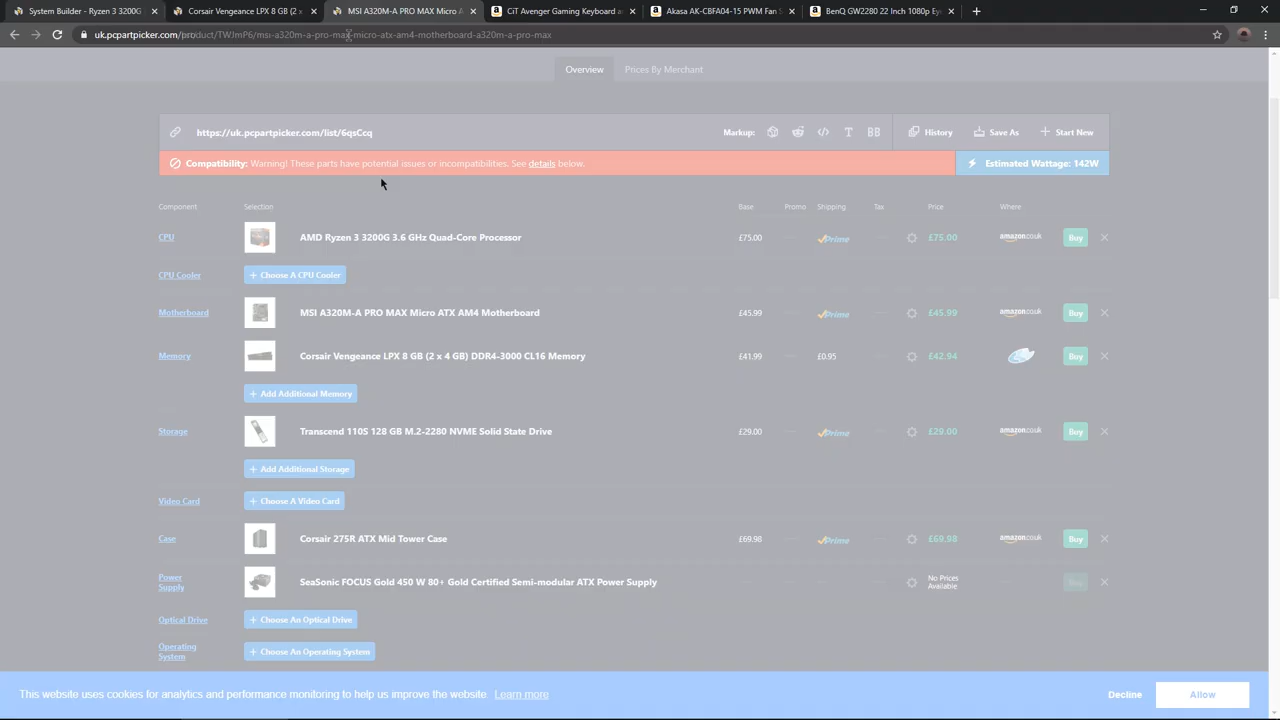 System Builder - Ryzen 3 3200G
Corsair Vengeance LPX 8 GB (2 x
MSI A320M-A PRO MAX Micro A
CiT Avenger Gaming Keyboard an
Akasa AK-CBFA04-15 PWM Fan
BenQ GW2280 22 Inch 1080p Eye
uk.pcpartpicker.com/product/TWJmP6/msi-a320m-a-pro-max-micro-atx-am4-motherboard-a320m-a-pro-max
Overview Prices By Merchant
https://uk.pcpartpicker.com/list/6qsCcq Markup: BB History Save As + Start New
Compatibility: Warning! These parts have potential issues or incompatibilities. See details below. Estimated Wattage: 142W
Component Selection Base Promo Shipping Tax Price Where
CPU AMD Ryzen 3 3200G 3.6 GHz Quad-Core Processor £75.00 Prime £75.00 amazon.co.uk Buy
CPU Cooler + Choose A CPU Cooler
Motherboard MSI A320M-A PRO MAX Micro ATX AM4 Motherboard £45.99 Prime £45.99 amazon.co.uk Buy
Memory Corsair Vengeance LPX 8 GB (2 x 4 GB) DDR4-3000 CL16 Memory £41.99 £0.95 £42.94 Buy
+ Add Additional Memory
Storage Transcend 110S 128 GB M.2-2280 NVME Solid State Drive £29.00 Prime £29.00 amazon.co.uk Buy
+ Add Additional Storage
Video Card + Choose A Video Card
Case Corsair 275R ATX Mid Tower Case £69.98 Prime £69.98 amazon.co.uk Buy
Power
Supply SeaSonic FOCUS Gold 450 W 80+ Gold Certified Semi-modular ATX Power Supply No Prices
Available Buy
Optical Drive + Choose An Optical Drive
Operating
System + Choose An Operating System
This website uses cookies for analytics and performance monitoring to help us improve the website. Learn more Decline Allow